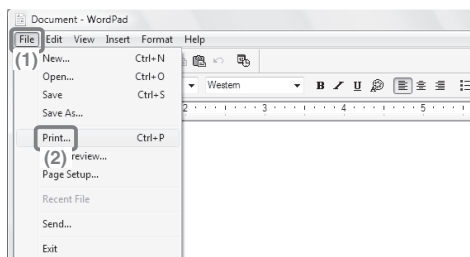 Document - WordPad
File Edit View Insert Format Help
(1) New... Ctrl+N
Open... Ctrl+O
Save Ctrl+S
Western B U
Save As...
2 3 4 5
Print... Ctrl+P
(2) review...
Page Setup...
Recent File
Send...
Exit